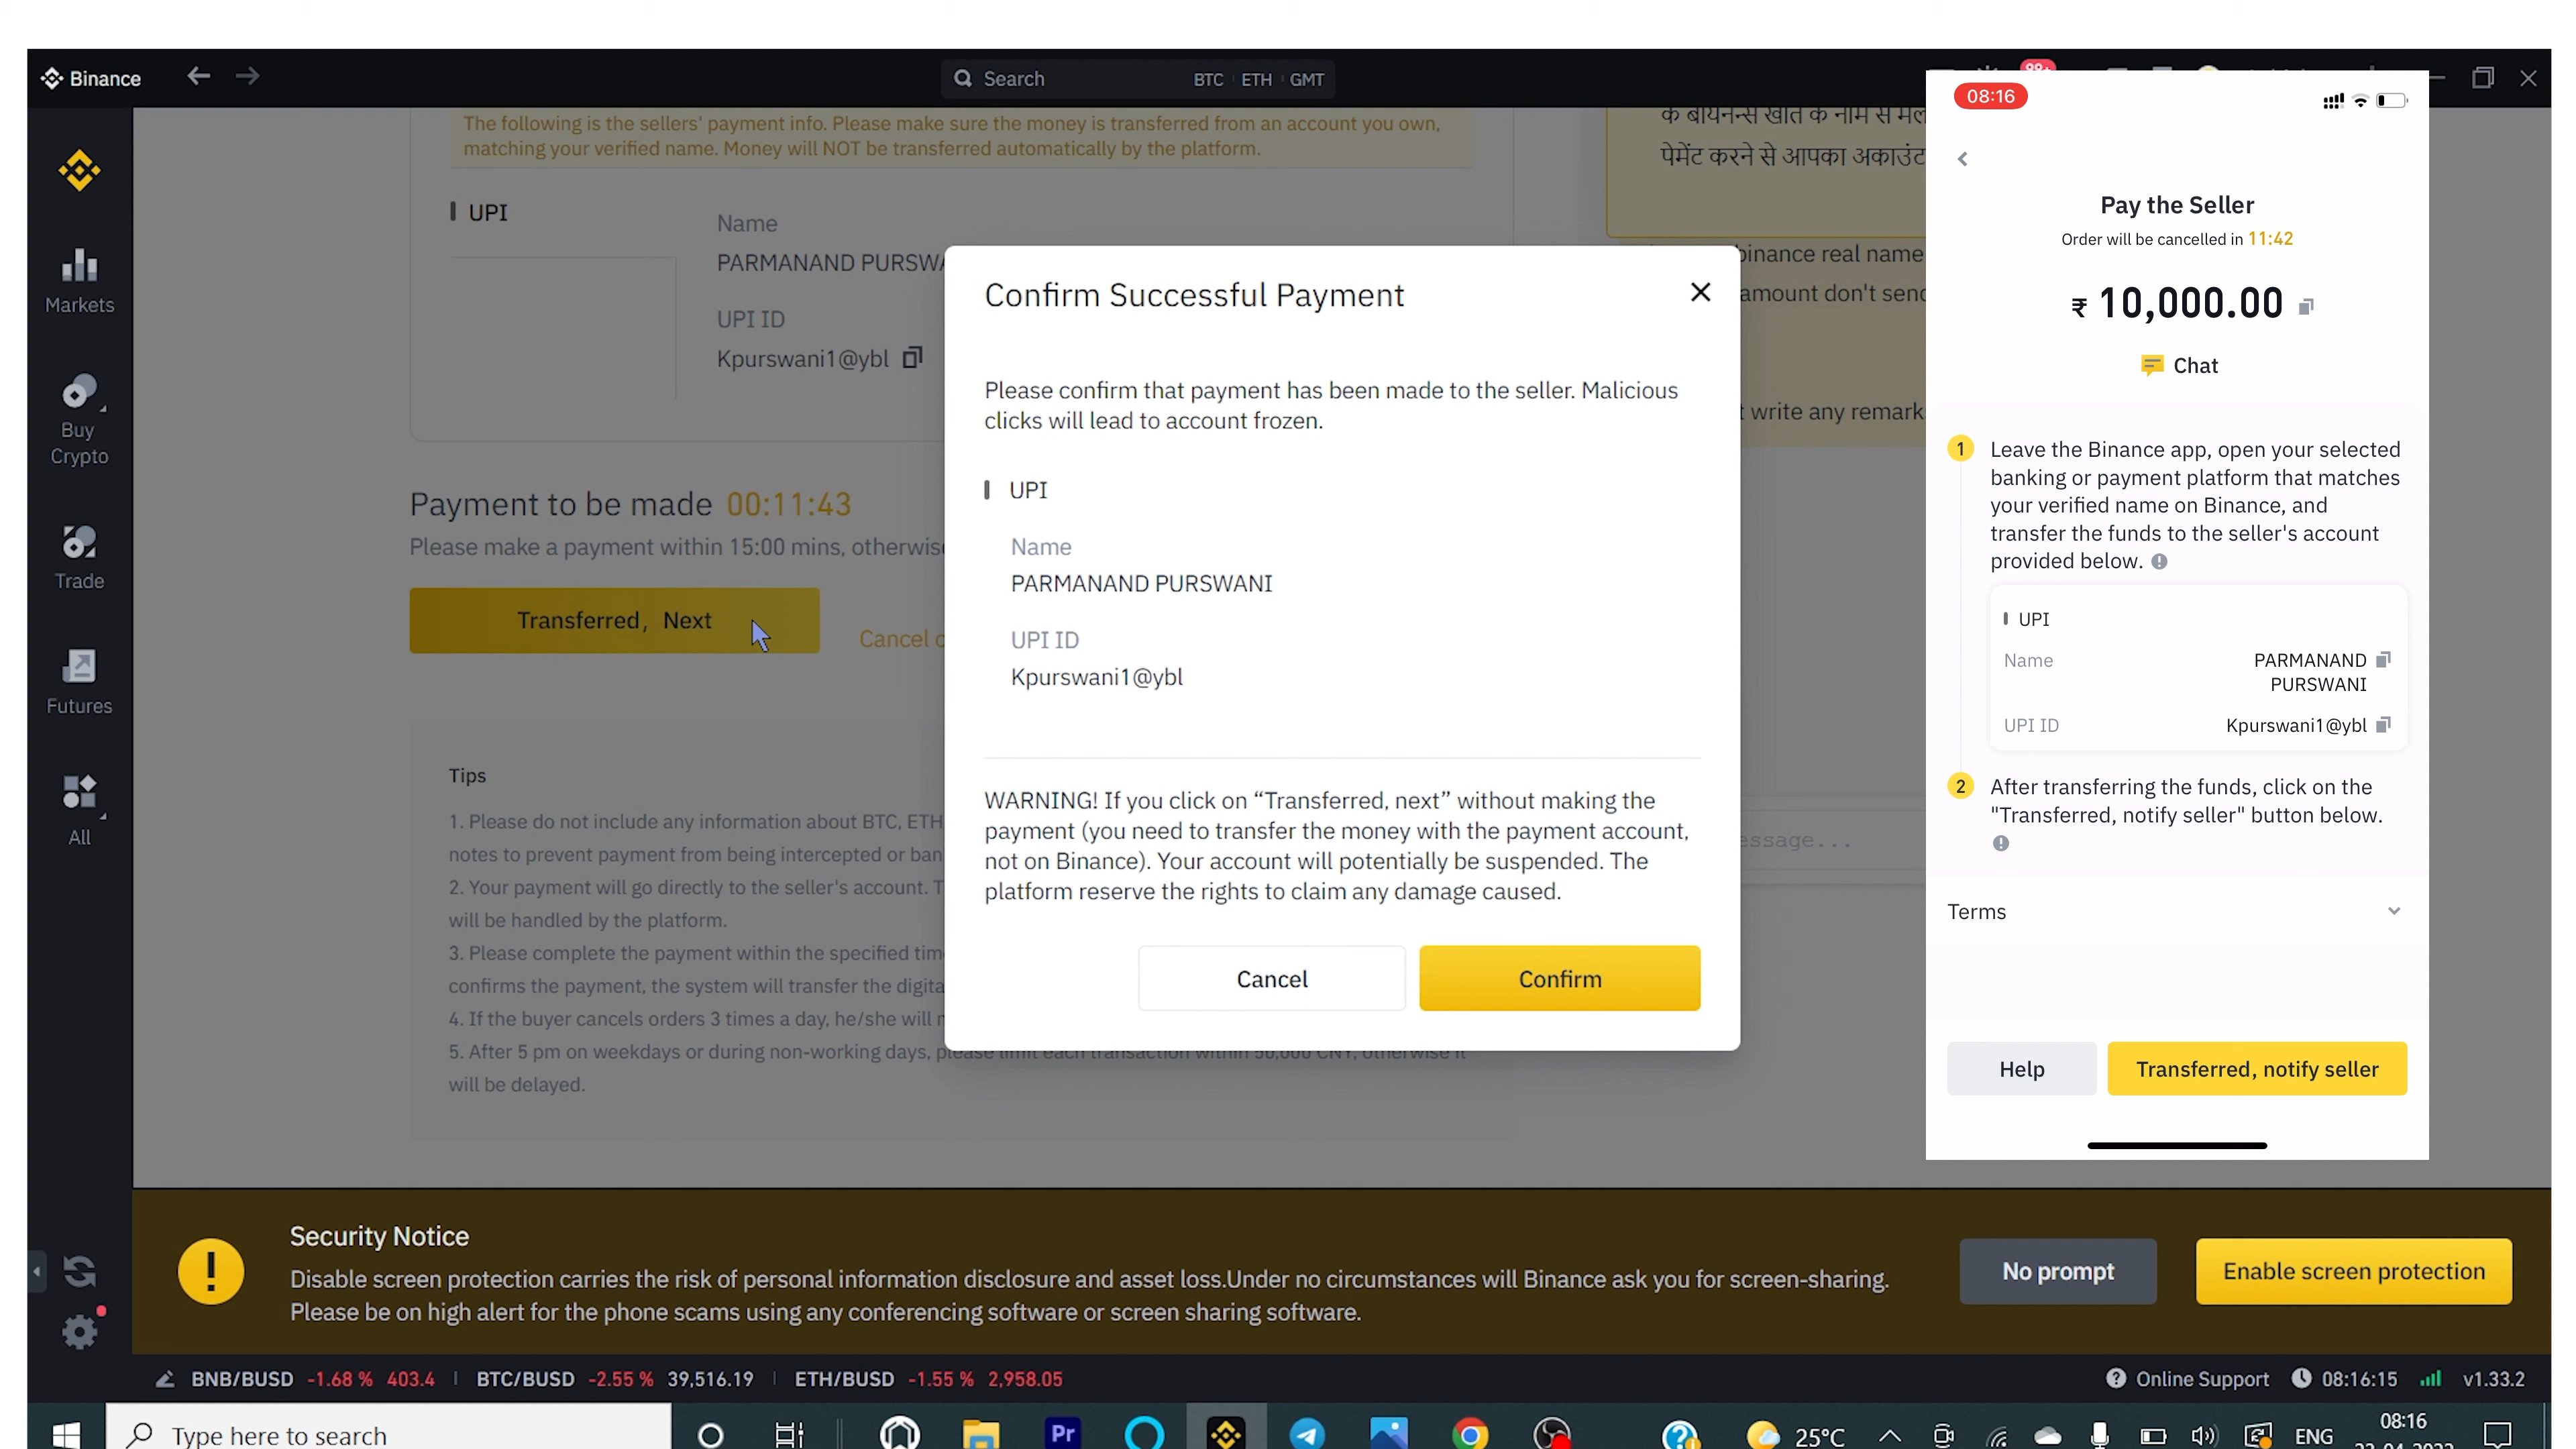 Binance
Search BTC ETH GMT
99+
Markets
Buy
Crypto
Trade
Futures
All
The following is the sellers' payment info. Please make sure the money is transferred from an account you own,
matching your verified name. Money will NOT be transferred automatically by the platform.
UPI
Name
PARMANAND
UPI ID
Kpurswani1@ybl
Payment to be made 00:11:43
Please make a payment within 15:00 mins,
Transferred, Next
Cancel
Tips
1. Please do not include any information about BTC, ETH
notes to prevent payment from being intercepted or
2. Your payment will go directly to the seller's account.
will be handled by the platform.
3. Please complete the payment within the specified
confirms the payment, the system will transfer the
4. If the buyer cancels orders 3 times a day, he/she will
5. After 5 pm on weekdays or during non-working days, please limit each transaction within 50,000 CNY, otherwise it
will be delayed.
पेमेंट करने से आपका अकाउंट
binance real name
amount don't
write any
Confirm Successful Payment
Please confirm that payment has been made to the seller. Malicious
clicks will lead to account frozen.
UPI
Name
PARMANAND PURSWANI
UPI ID
Kpurswani1@ybl
WARNING! If you click on “Transferred, next” without making the
payment (you need to transfer the money with the payment account,
not on Binance). Your account will potentially be suspended. The
platform reserve the rights to claim any damage caused.
Cancel Confirm
08:16
Pay the Seller
Order will be cancelled in 11:42
₹ 10,000.00
Chat
1 Leave the Binance app, open your selected
banking or payment platform that matches
your verified name on Binance, and
transfer the funds to the seller's account
provided below.
UPI
Name PARMANAND
PURSWANI
UPI ID Kpurswani1@ybl
2 After transferring the funds, click on the
"Transferred, notify seller" button below.
Terms
Help Transferred, notify seller
Security Notice
Disable screen protection carries the risk of personal information disclosure and asset loss.Under no circumstances will Binance ask you for screen-sharing.
Please be on high alert for the phone scams using any conferencing software or screen sharing software.
No prompt Enable screen protection
BNB/BUSD -1.68 % 403.4 BTC/BUSD -2.55 % 39,516.19 ETH/BUSD -1.55 % 2,958.05
Online Support 08:16:15 v1.33.2
Type here to search
Pr
25°C
ENG
08:16